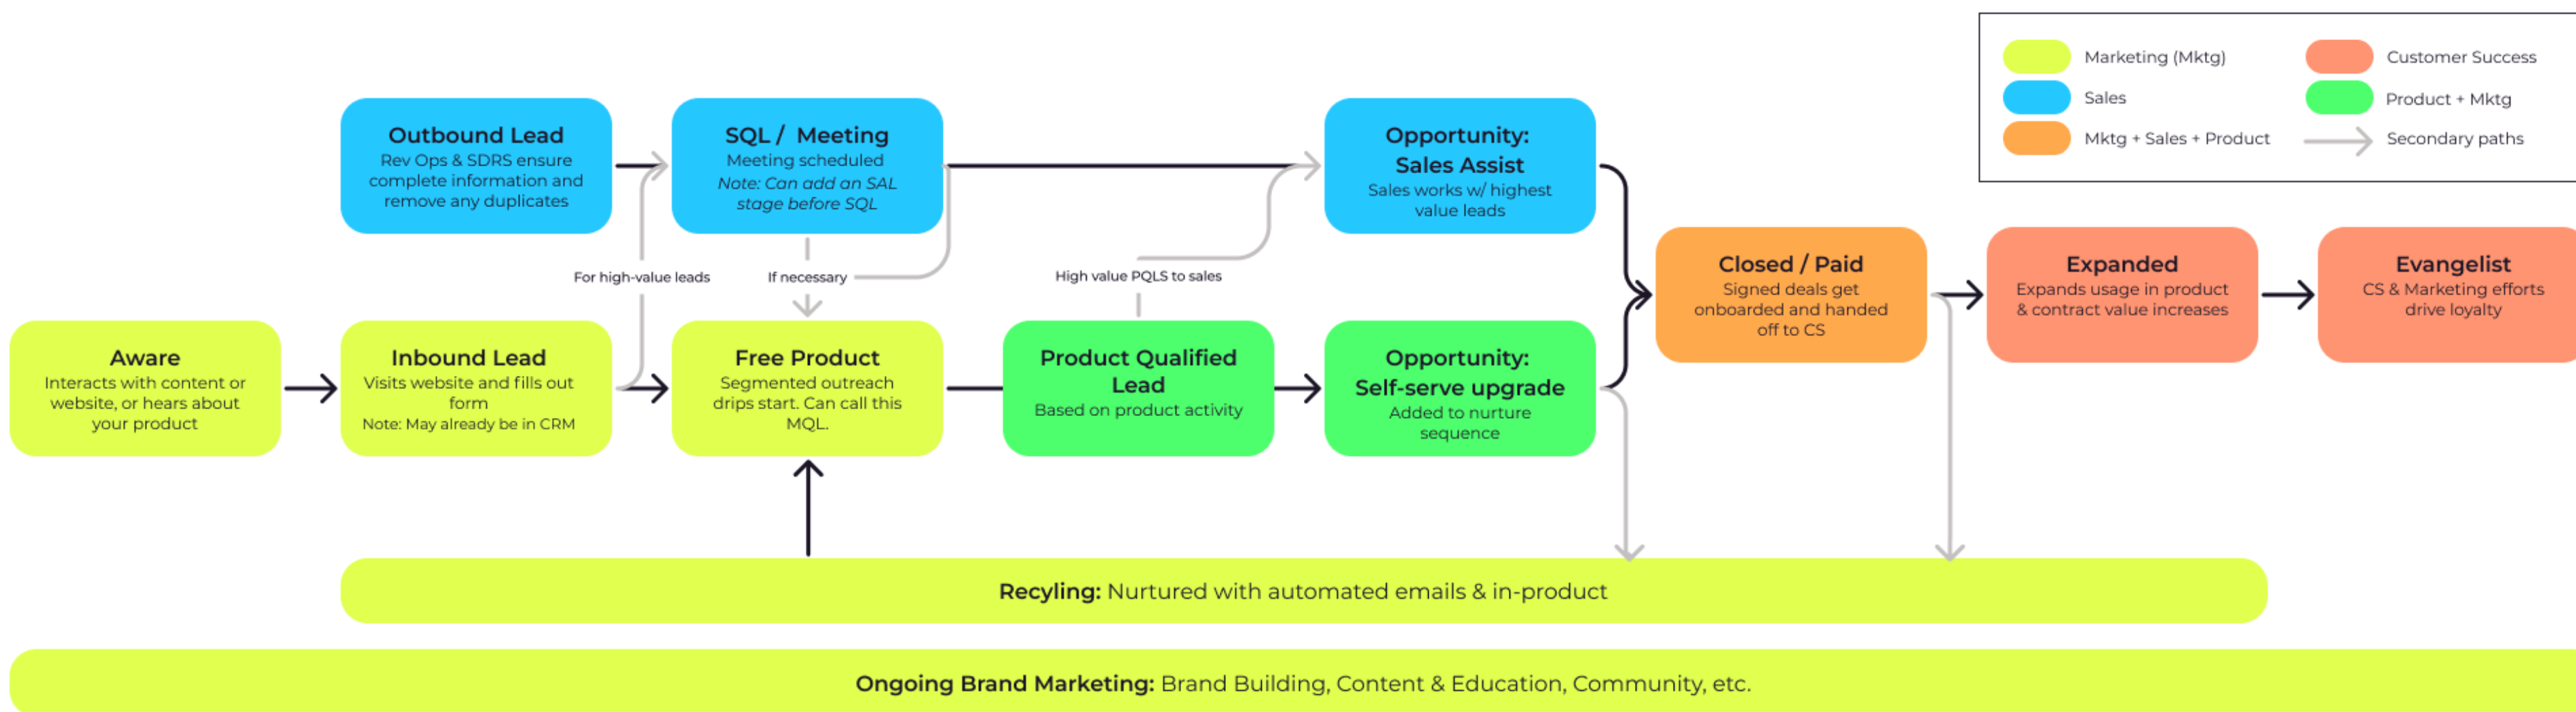 Marketing (Mktg)
Customer Success
Sales
Product + Mktg
Mktg + Sales + Product
Secondary paths
Outbound Lead
Rev Ops & SDRS ensure
complete information and
remove any duplicates
SQL / Meeting
Meeting scheduled
Note: Can add an SAL
stage before SQL
Opportunity:
Sales Assist
Sales works w/ highest
value leads
For high-value leads
If necessary
High value PQLS to sales
Closed / Paid
Signed deals get
onboarded and handed
off to CS
Expanded
Expands usage in product
& contract value increases
Evangelist
CS & Marketing efforts
drive loyalty
Aware
Interacts with content or
website, or hears about
your product
Inbound Lead
Visits website and fills out
form
Note: May already be in CRM
Free Product
Segmented outreach
drips start. Can call this
MQL.
Product Qualified
Lead
Based on product activity
Opportunity:
Self-serve upgrade
Added to nurture
sequence
Recyling: Nurtured with automated emails & in-product
Ongoing Brand Marketing: Brand Building, Content & Education, Community, etc.